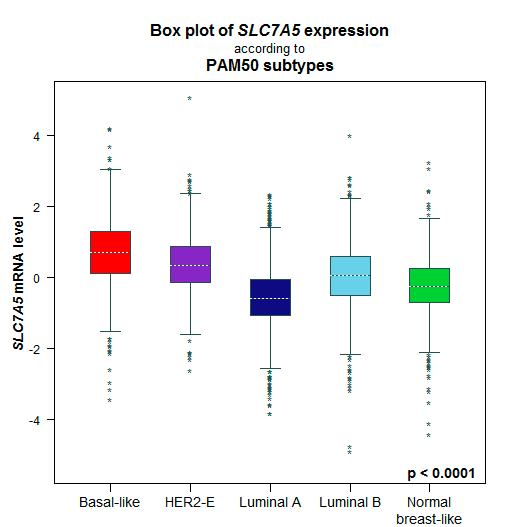 Box plot of SLC7A5 expression
according to
PAM50 subtypes
SLC7A5 mRNA level
4
2
0
-2
-4
p < 0.0001
Basal-like
HER2-E
Luminal A
Luminal B
Normal
breast-like